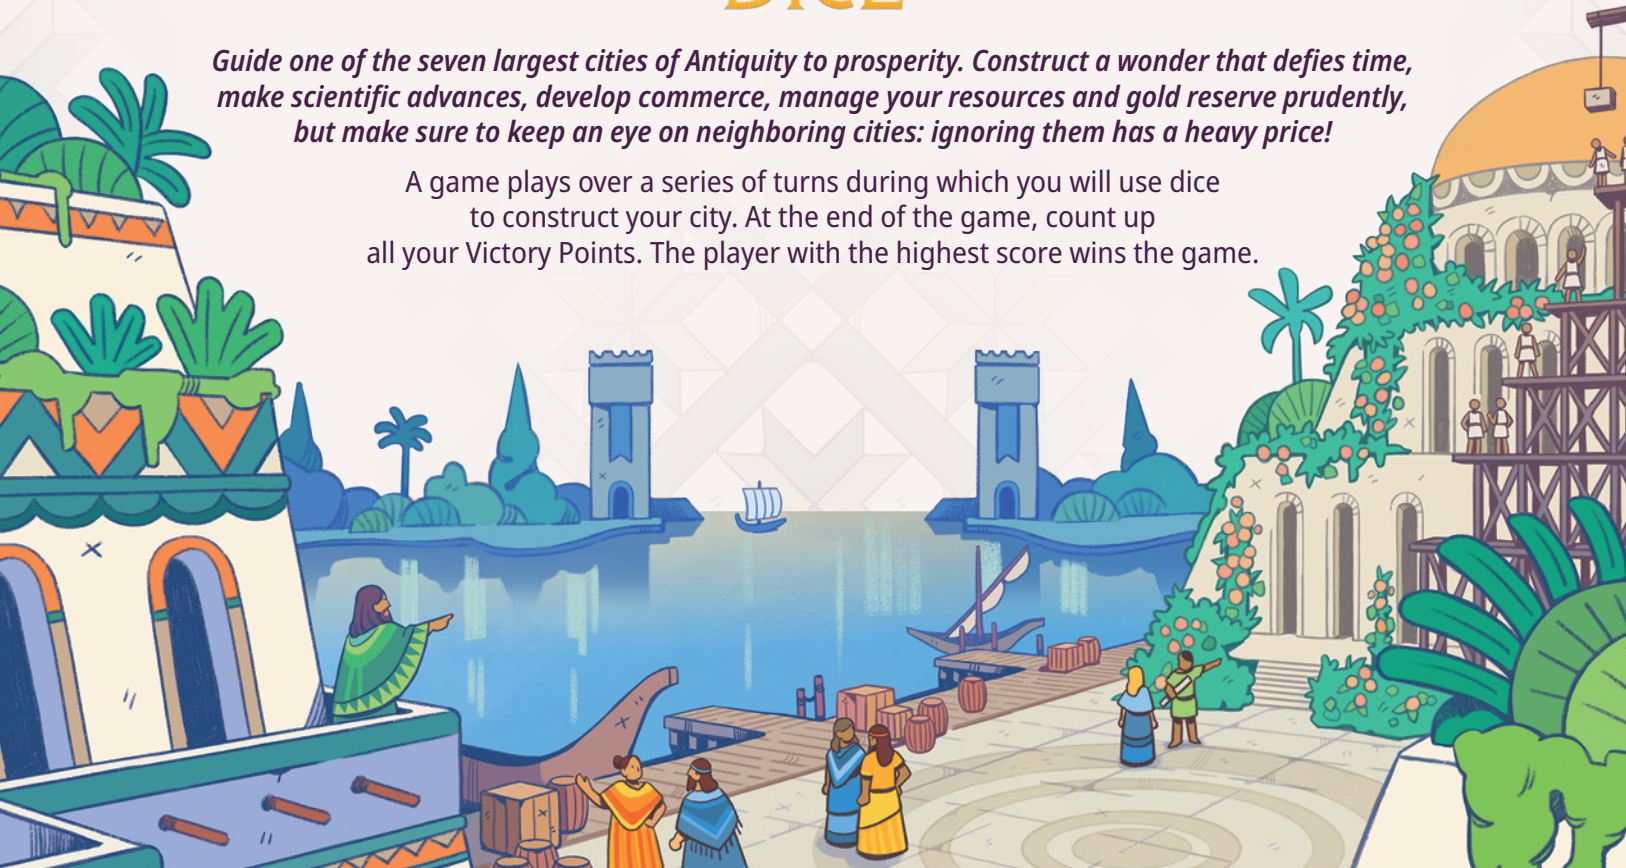 DICE
Guide one of the seven largest cities of Antiquity to prosperity. Construct a wonder that defies time,
make scientific advances, develop commerce, manage your resources and gold reserve prudently,
but make sure to keep an eye on neighboring cities: ignoring them has a heavy price!
A game plays over a series of turns during which you will use dice
to construct your city. At the end of the game, count up
all your Victory Points. The player with the highest score wins the game.